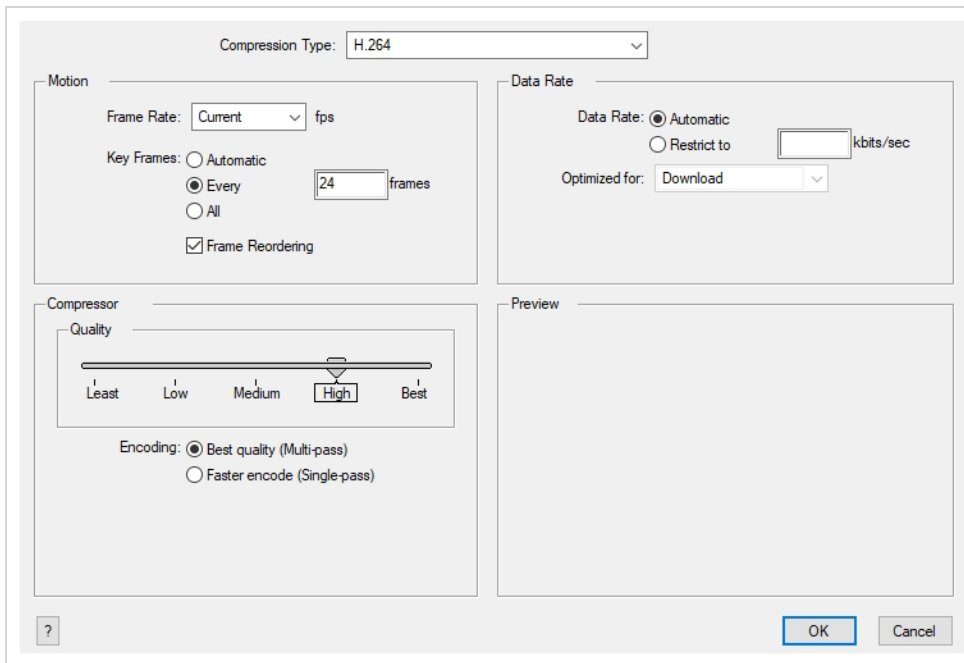 Compression Type: H.264
Motion
Frame Rate: Current fps
Key Frames: Automatic
Every 24 frames
All
Frame Reordering
Data Rate
Data Rate: Automatic
Restrict to kbits/sec
Optimized for: Download
Compressor
Quality
Least Low Medium High Best
Encoding: Best quality (Multi-pass)
Faster encode (Single-pass)
Preview
? OK Cancel